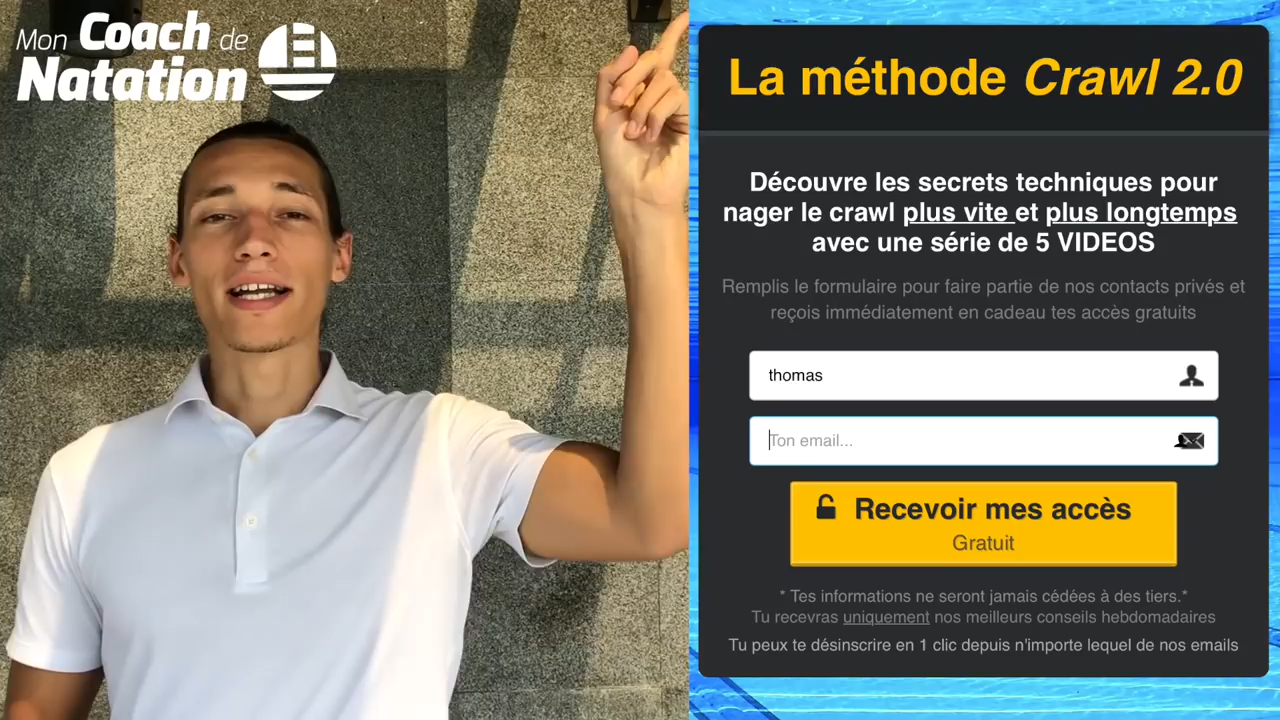 Mon Coach de
Natation
La méthode Crawl 2.0
Découvre les secrets techniques pour
nager le crawl plus vite et plus longtemps
avec une série de 5 VIDEOS
Remplis le formulaire pour faire partie de nos contacts privés et
reçois immédiatement en cadeau tes accès gratuits
thomas
Ton email...
Recevoir mes accès
Gratuit
* Tes informations ne seront jamais cédées à des tiers.*
Tu recevras uniquement nos meilleurs conseils hebdomadaires
Tu peux te désinscrire en 1 clic depuis n'importe lequel de nos emails